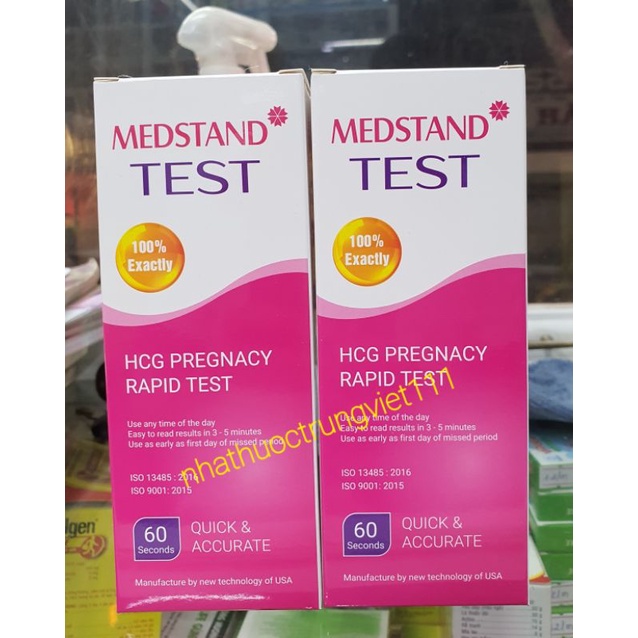 MEDSTAND
TEST
100%
Exactly
HCG PREGNACY
RAPID TEST
Use any time of the day
Easy to read results in 3 - 5 minutes
Use as early as first day of missed period
ISO 13485 : 2016
ISO 9001: 2015
60
Seconds
QUICK &
ACCURATE
Manufacture by new technology of USA
MEDSTAND
TEST
100%
Exactly
HCG PREGNACY
RAPID TEST
Use any time of the day
Easy to read results in 3 - 5 minutes
Use as early as first day of missed period
ISO 13485 : 2016
ISO 9001: 2015
60
Seconds
QUICK &
ACCURATE
Manufacture by new technology of USA
nhathuoctrungviet111
lgen